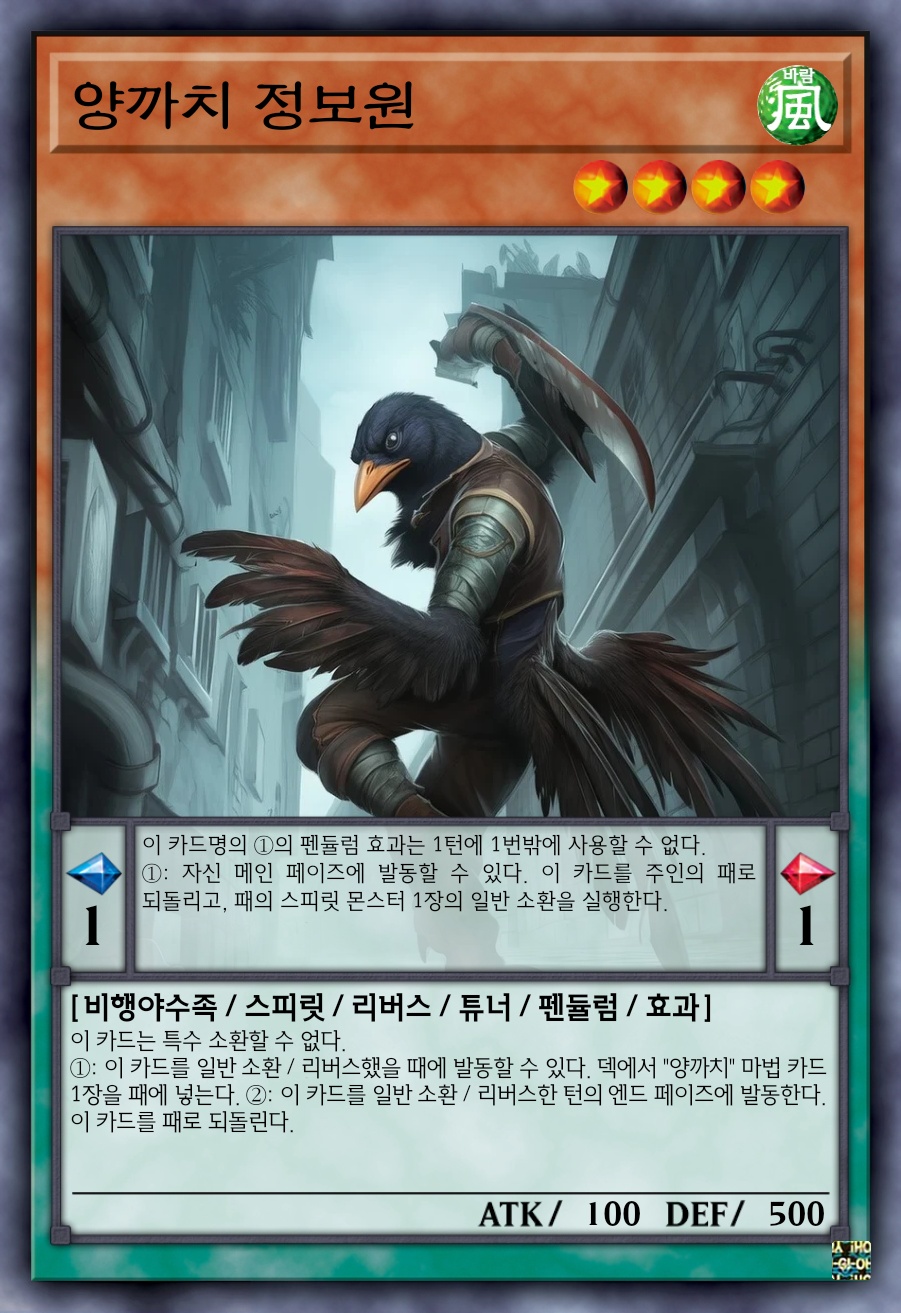 양까치 정보원
바람
風
이 카드명의 ①의 펜듈럼 효과는 1턴에 1번밖에 사용할 수 없다.
①: 자신 메인 페이즈에 발동할 수 있다. 이 카드를 주인의 패로
되돌리고, 패의 스피릿 몬스터 1장의 일반 소환을 실행한다.
1
1
[비행야수족 / 스피릿 / 리버스 / 튜너 / 펜듈럼 / 효과]
이 카드는 특수 소환할 수 없다.
①: 이 카드를 일반 소환 / 리버스했을 때에 발동할 수 있다. 덱에서 "양까치" 마법 카드
1장을 패에 넣는다. ②: 이 카드를 일반 소환 / 리버스한 턴의 엔드 페이즈에 발동한다.
이 카드를 패로 되돌린다.
ATK/ 100 DEF/ 500